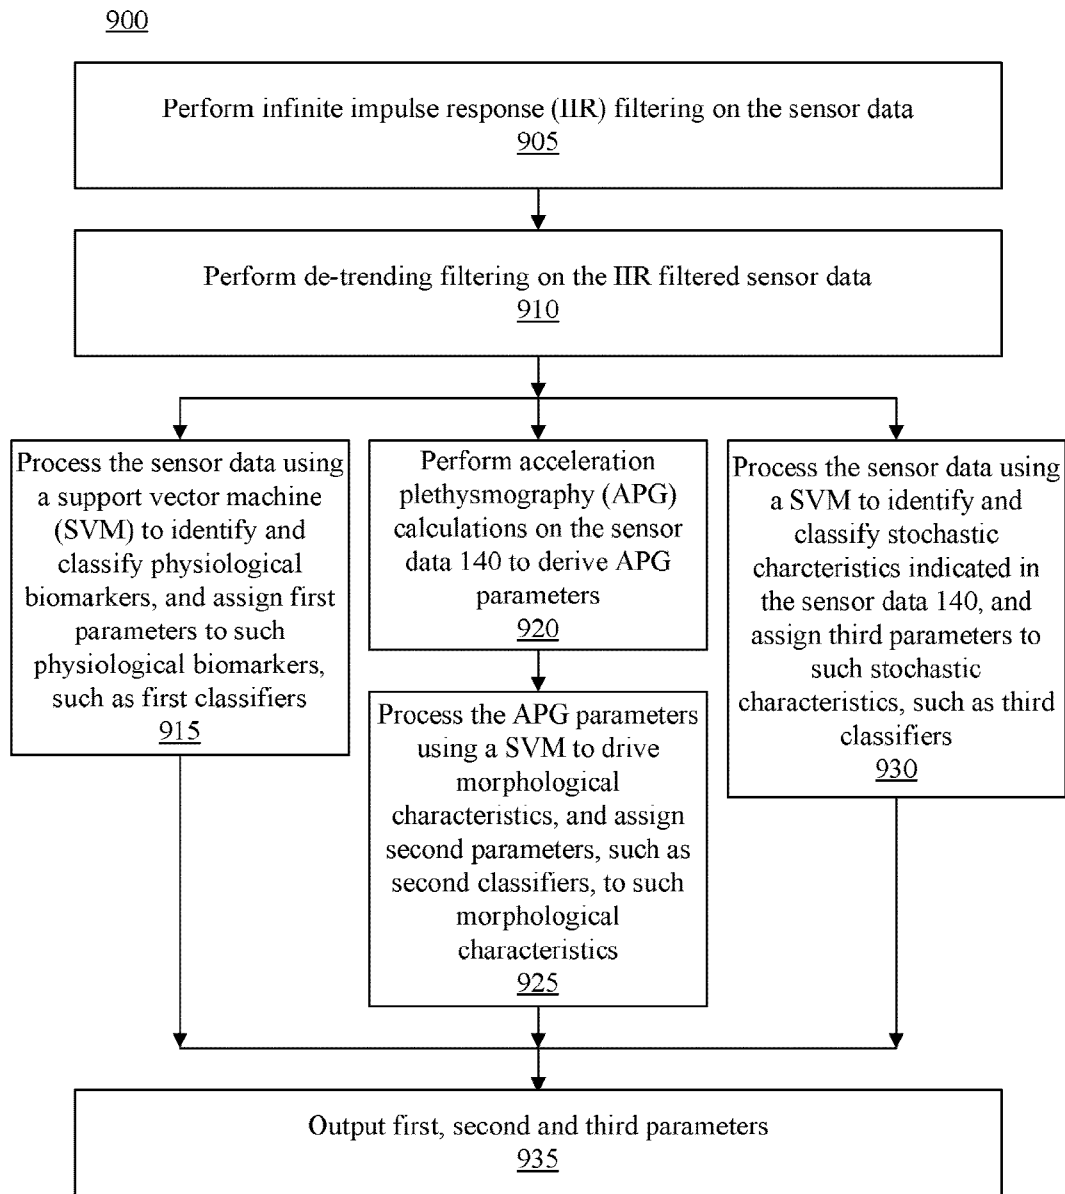 900
Perform infinite impulse response (IIR) filtering on the sensor data
905
Perform de-trending filtering on the IIR filtered sensor data
910
Process the sensor data using
a support vector machine
(SVM) to identify and
classify physiological
biomarkers, and assign first
parameters to such
physiological biomarkers,
such as first classifiers
915
Perform acceleration
plethysmography (APG)
calculations on the sensor
data 140 to derive APG
parameters
920
Process the APG parameters
using a SVM to drive
morphological
characteristics, and assign
second parameters, such as
second classifiers, to such
morphological
characteristics
925
Process the sensor data using
a SVM to identify and
classify stochastic
charcteristics indicated in
the sensor data 140, and
assign third parameters to
such stochastic
characteristics, such as third
classifiers
930
Output first, second and third parameters
935